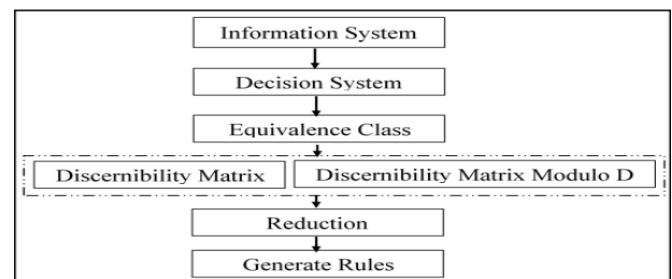 Information System
Decision System
Equivalence Class
Discernibility Matrix
Discernibility Matrix Modulo D
Reduction
Generate Rules